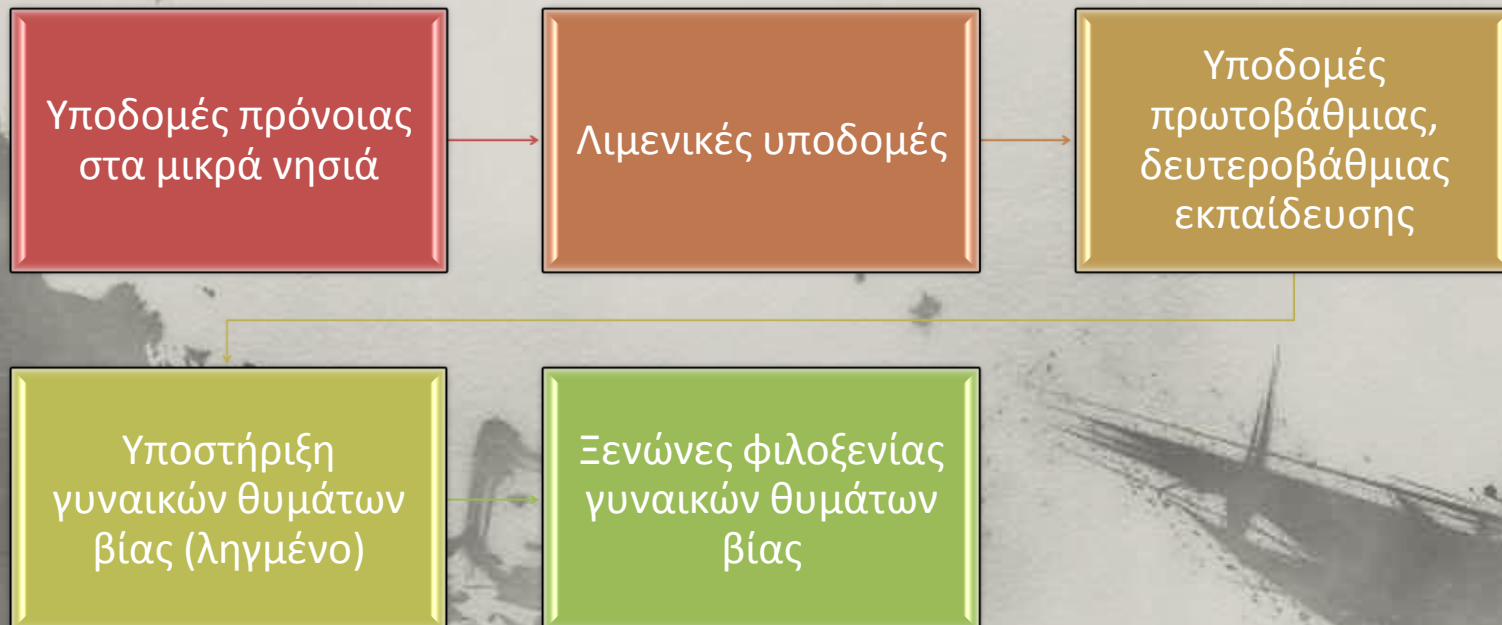 Υποδομές πρόνοιας
στα μικρά νησιά
Λιμενικές υποδομές
Υποδομές
πρωτοβάθμιας,
δευτεροβάθμιας
εκπαίδευσης
Υποστήριξη
γυναικών θυμάτων
βίας (ληγμένο)
Ξενώνες φιλοξενίας
γυναικών θυμάτων
βίας